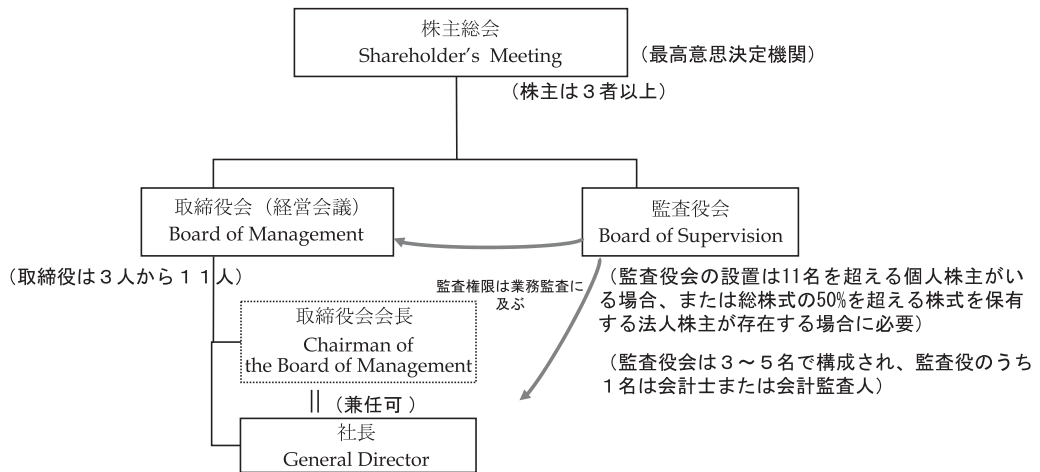 株主総会
Shareholder's Meeting
(最高意思決定機関)
(株主は３者以上)
取締役会（経営会議）
Board of Management
監査役会
Board of Supervision
(取締役は３人から１１人)
監査権限は業務監査に
及ぶ
(監査役会の設置は11名を超える個人株主がい
る場合、または総株式の50%を超える株式を保有
する法人株主が存在する場合に必要)
取締役会会長
Chairman of
the Board of Management
(監査役会は３～５名で構成され、監査役のうち
１名は会計士または会計監査人)
||（兼任可）
社長
General Director